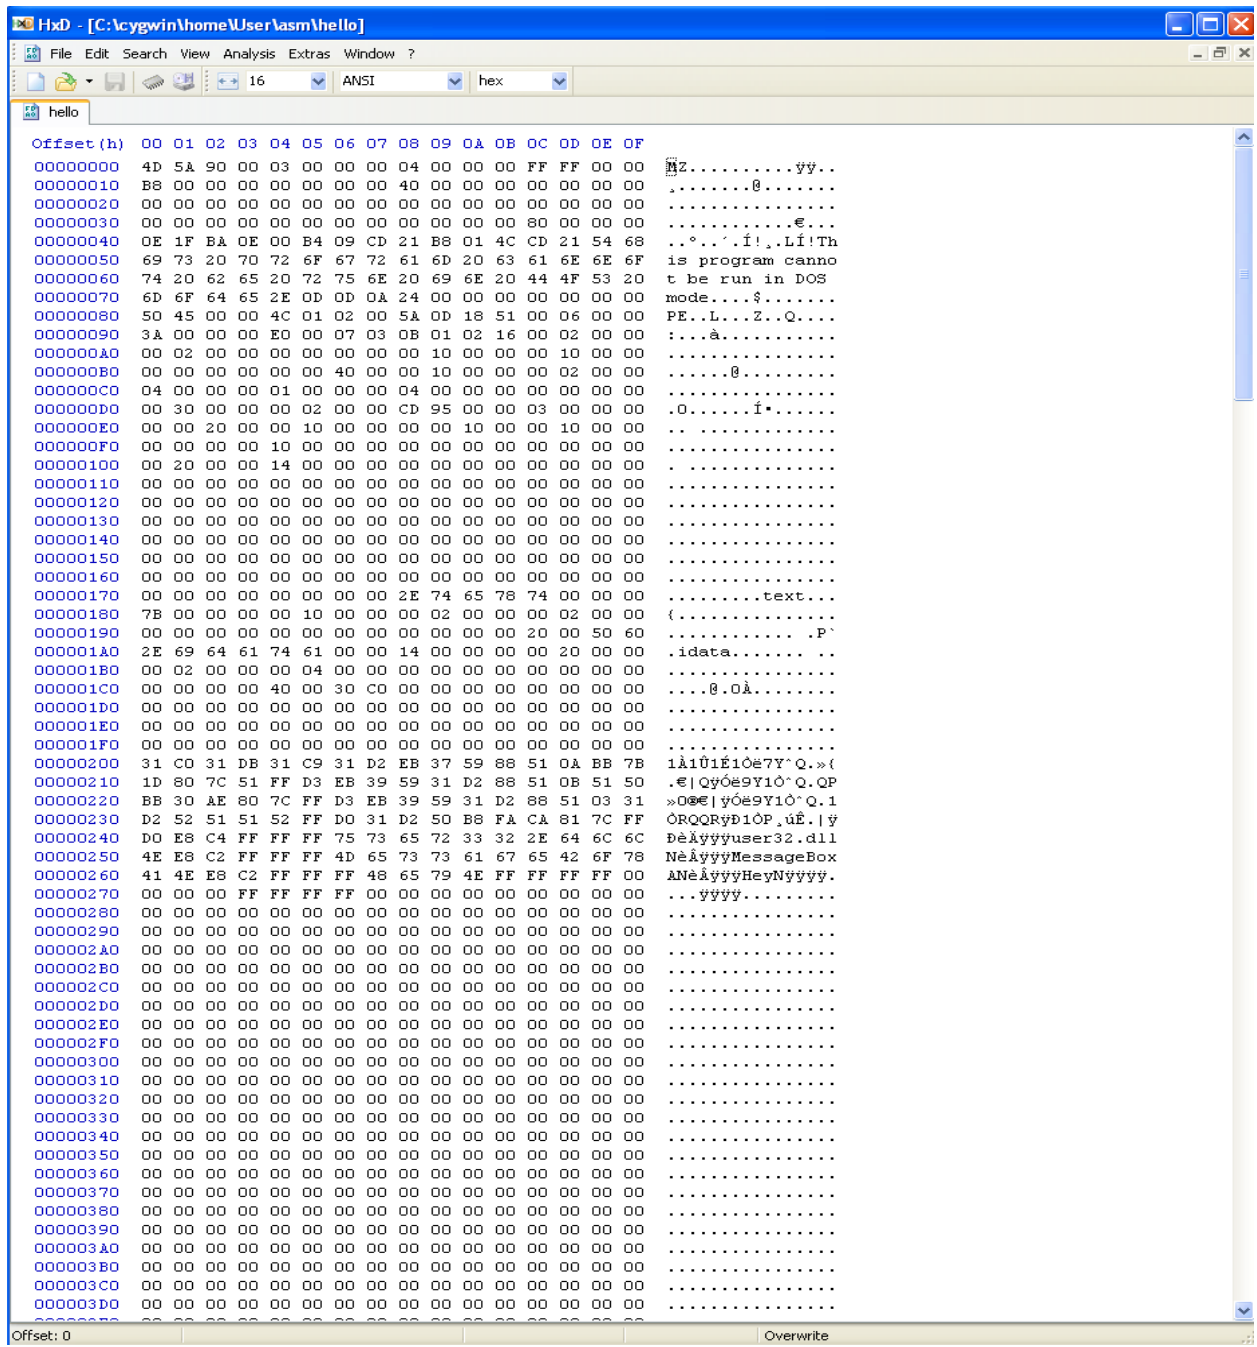 HxD - [C:\cygwin\home\User\asm\hello]
File Edit Search View Analysis Extras Window ?
16 ANSI hex
hello
Offset(h) 00 01 02 03 04 05 06 07 08 09 0A 0B 0C 0D 0E 0F
00000000 4D 5A 90 00 03 00 00 00 04 00 00 00 FF FF 00 00 MZ..........ÿÿ..
00000010 B8 00 00 00 00 00 00 00 40 00 00 00 00 00 00 00 ¸.......@.......
00000020 00 00 00 00 00 00 00 00 00 00 00 00 00 00 00 00 ................
00000030 00 00 00 00 00 00 00 00 00 00 00 00 80 00 00 00 ............€...
00000040 0E 1F BA 0E 00 B4 09 CD 21 B8 01 4C CD 21 54 68 ..º..´.Í!¸.LÍ!Th
00000050 69 73 20 70 72 6F 67 72 61 6D 20 63 61 6E 6E 6F is program canno
00000060 74 20 62 65 20 72 75 6E 20 69 6E 20 44 4F 53 20 t be run in DOS
00000070 6D 6F 64 65 2E 0D 0D 0A 24 00 00 00 00 00 00 00 mode....$.......
00000080 50 45 00 00 4C 01 02 00 5A 0D 18 51 00 06 00 00 PE..L...Z..Q....
00000090 3A 00 00 00 E0 00 07 03 0B 01 02 16 00 02 00 00 :...à...........
000000A0 00 02 00 00 00 00 00 00 00 10 00 00 00 10 00 00 ................
000000B0 00 00 00 00 00 00 40 00 00 10 00 00 00 02 00 00 ......@.........
000000C0 04 00 00 00 01 00 00 00 04 00 00 00 00 00 00 00 ................
000000D0 00 30 00 00 00 02 00 00 CD 95 00 00 03 00 00 00 .0......Í•......
000000E0 00 00 20 00 00 10 00 00 00 00 10 00 00 10 00 00 .. .............
000000F0 00 00 00 00 10 00 00 00 00 00 00 00 00 00 00 00 ................
00000100 00 20 00 00 14 00 00 00 00 00 00 00 00 00 00 00 . ..............
00000110 00 00 00 00 00 00 00 00 00 00 00 00 00 00 00 00 ................
00000120 00 00 00 00 00 00 00 00 00 00 00 00 00 00 00 00 ................
00000130 00 00 00 00 00 00 00 00 00 00 00 00 00 00 00 00 ................
00000140 00 00 00 00 00 00 00 00 00 00 00 00 00 00 00 00 ................
00000150 00 00 00 00 00 00 00 00 00 00 00 00 00 00 00 00 ................
00000160 00 00 00 00 00 00 00 00 00 00 00 00 00 00 00 00 ................
00000170 00 00 00 00 00 00 00 00 2E 74 65 78 74 00 00 00 .........text...
00000180 7B 00 00 00 00 10 00 00 00 02 00 00 00 02 00 00 {...............
00000190 00 00 00 00 00 00 00 00 00 00 00 00 20 00 50 60 ............ .P`
000001A0 2E 69 64 61 74 61 00 00 14 00 00 00 00 20 00 00 .idata....... ..
000001B0 00 02 00 00 00 04 00 00 00 00 00 00 00 00 00 00 ................
000001C0 00 00 00 00 40 00 30 C0 00 00 00 00 00 00 00 00 ....@.0À........
000001D0 00 00 00 00 00 00 00 00 00 00 00 00 00 00 00 00 ................
000001E0 00 00 00 00 00 00 00 00 00 00 00 00 00 00 00 00 ................
000001F0 00 00 00 00 00 00 00 00 00 00 00 00 00 00 00 00 ................
00000200 31 C0 31 DB 31 C9 31 D2 EB 37 59 88 51 0A BB 7B 1À1Û1É1Òë7YˆQ.»{
00000210 1D 80 7C 51 FF D3 EB 39 59 31 D2 88 51 0B 51 50 .€|QÿÓë9Y1ÒˆQ.QP
00000220 BB 30 AE 80 7C FF D3 EB 39 59 31 D2 88 51 03 31 »0®€|ÿÓë9Y1ÒˆQ.1
00000230 D2 52 51 51 52 FF D0 31 D2 50 B8 FA CA 81 7C FF ÒRQQRÿÐ1ÒP¸úÊ.|ÿ
00000240 D0 E8 C4 FF FF FF 75 73 65 72 33 32 2E 64 6C 6C ÐèÄÿÿÿuser32.dll
00000250 4E E8 C2 FF FF FF 4D 65 73 73 61 67 65 42 6F 78 NèÂÿÿÿMessageBox
00000260 41 4E E8 C2 FF FF FF 48 65 79 4E FF FF FF FF 00 ANèÂÿÿÿHeyNÿÿÿÿ.
00000270 00 00 00 FF FF FF FF 00 00 00 00 00 00 00 00 00 ...ÿÿÿÿ.........
00000280 00 00 00 00 00 00 00 00 00 00 00 00 00 00 00 00 ................
00000290 00 00 00 00 00 00 00 00 00 00 00 00 00 00 00 00 ................
000002A0 00 00 00 00 00 00 00 00 00 00 00 00 00 00 00 00 ................
000002B0 00 00 00 00 00 00 00 00 00 00 00 00 00 00 00 00 ................
000002C0 00 00 00 00 00 00 00 00 00 00 00 00 00 00 00 00 ................
000002D0 00 00 00 00 00 00 00 00 00 00 00 00 00 00 00 00 ................
000002E0 00 00 00 00 00 00 00 00 00 00 00 00 00 00 00 00 ................
000002F0 00 00 00 00 00 00 00 00 00 00 00 00 00 00 00 00 ................
00000300 00 00 00 00 00 00 00 00 00 00 00 00 00 00 00 00 ................
00000310 00 00 00 00 00 00 00 00 00 00 00 00 00 00 00 00 ................
00000320 00 00 00 00 00 00 00 00 00 00 00 00 00 00 00 00 ................
00000330 00 00 00 00 00 00 00 00 00 00 00 00 00 00 00 00 ................
00000340 00 00 00 00 00 00 00 00 00 00 00 00 00 00 00 00 ................
00000350 00 00 00 00 00 00 00 00 00 00 00 00 00 00 00 00 ................
00000360 00 00 00 00 00 00 00 00 00 00 00 00 00 00 00 00 ................
00000370 00 00 00 00 00 00 00 00 00 00 00 00 00 00 00 00 ................
00000380 00 00 00 00 00 00 00 00 00 00 00 00 00 00 00 00 ................
00000390 00 00 00 00 00 00 00 00 00 00 00 00 00 00 00 00 ................
000003A0 00 00 00 00 00 00 00 00 00 00 00 00 00 00 00 00 ................
000003B0 00 00 00 00 00 00 00 00 00 00 00 00 00 00 00 00 ................
000003C0 00 00 00 00 00 00 00 00 00 00 00 00 00 00 00 00 ................
000003D0 00 00 00 00 00 00 00 00 00 00 00 00 00 00 00 00 ................
Offset: 0 Overwrite